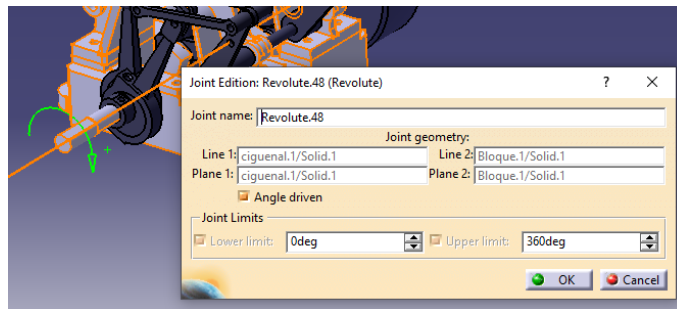 Joint Edition: Revolute.48 (Revolute) ? X
Joint name: Revolute.48
Joint geometry:
Line 1: ciguenal.1/Solid.1 Line 2: Bloque.1/Solid.1
Plane 1: ciguenal.1/Solid.1 Plane 2: Bloque.1/Solid.1
Angle driven
Joint Limits
Lower limit: 0deg Upper limit: 360deg
OK Cancel